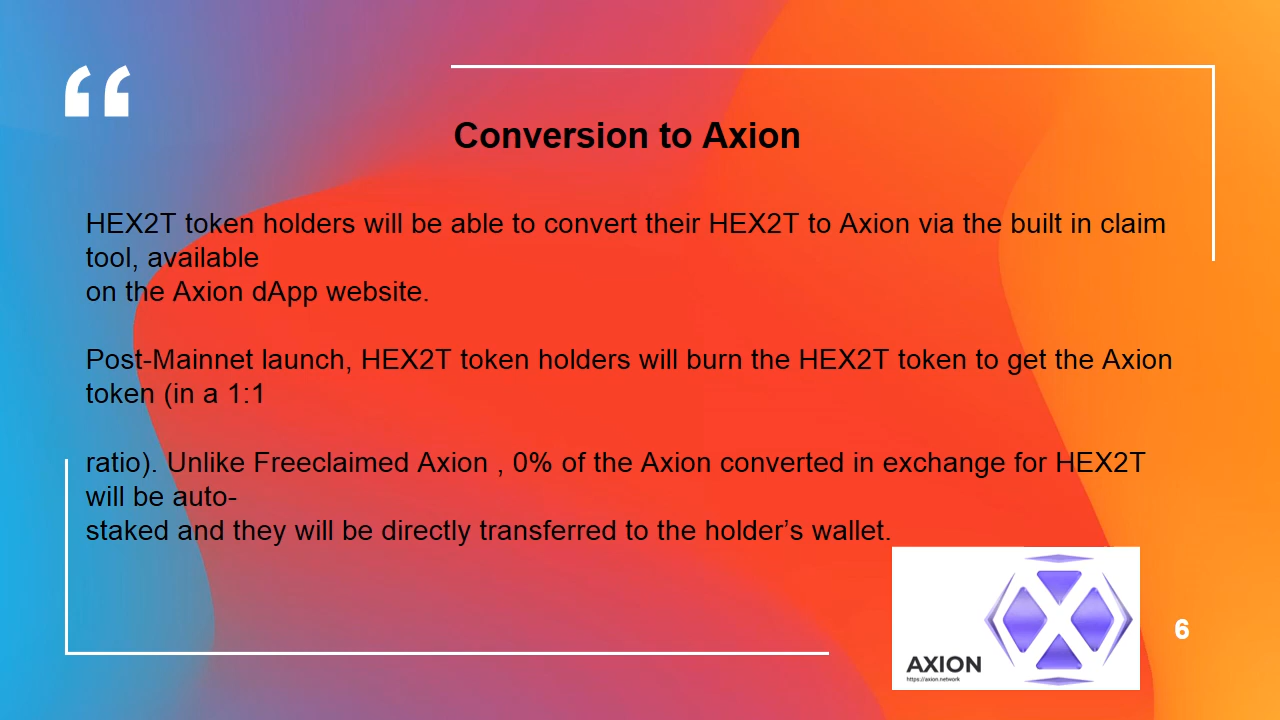 “
Conversion to Axion
HEX2T token holders will be able to convert their HEX2T to Axion via the built in claim
tool, available
on the Axion dApp website.
Post-Mainnet launch, HEX2T token holders will burn the HEX2T token to get the Axion
token (in a 1:1
ratio). Unlike Freeclaimed Axion , 0% of the Axion converted in exchange for HEX2T
will be auto-
staked and they will be directly transferred to the holder’s wallet.
AXION
https://axion.network
6